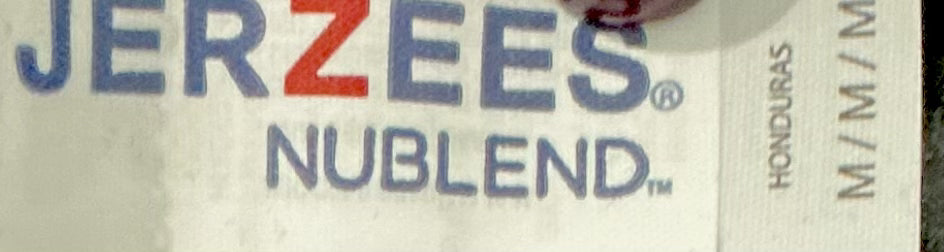 JERZEES®
NUBLEND™
HONDURAS
M / M / M